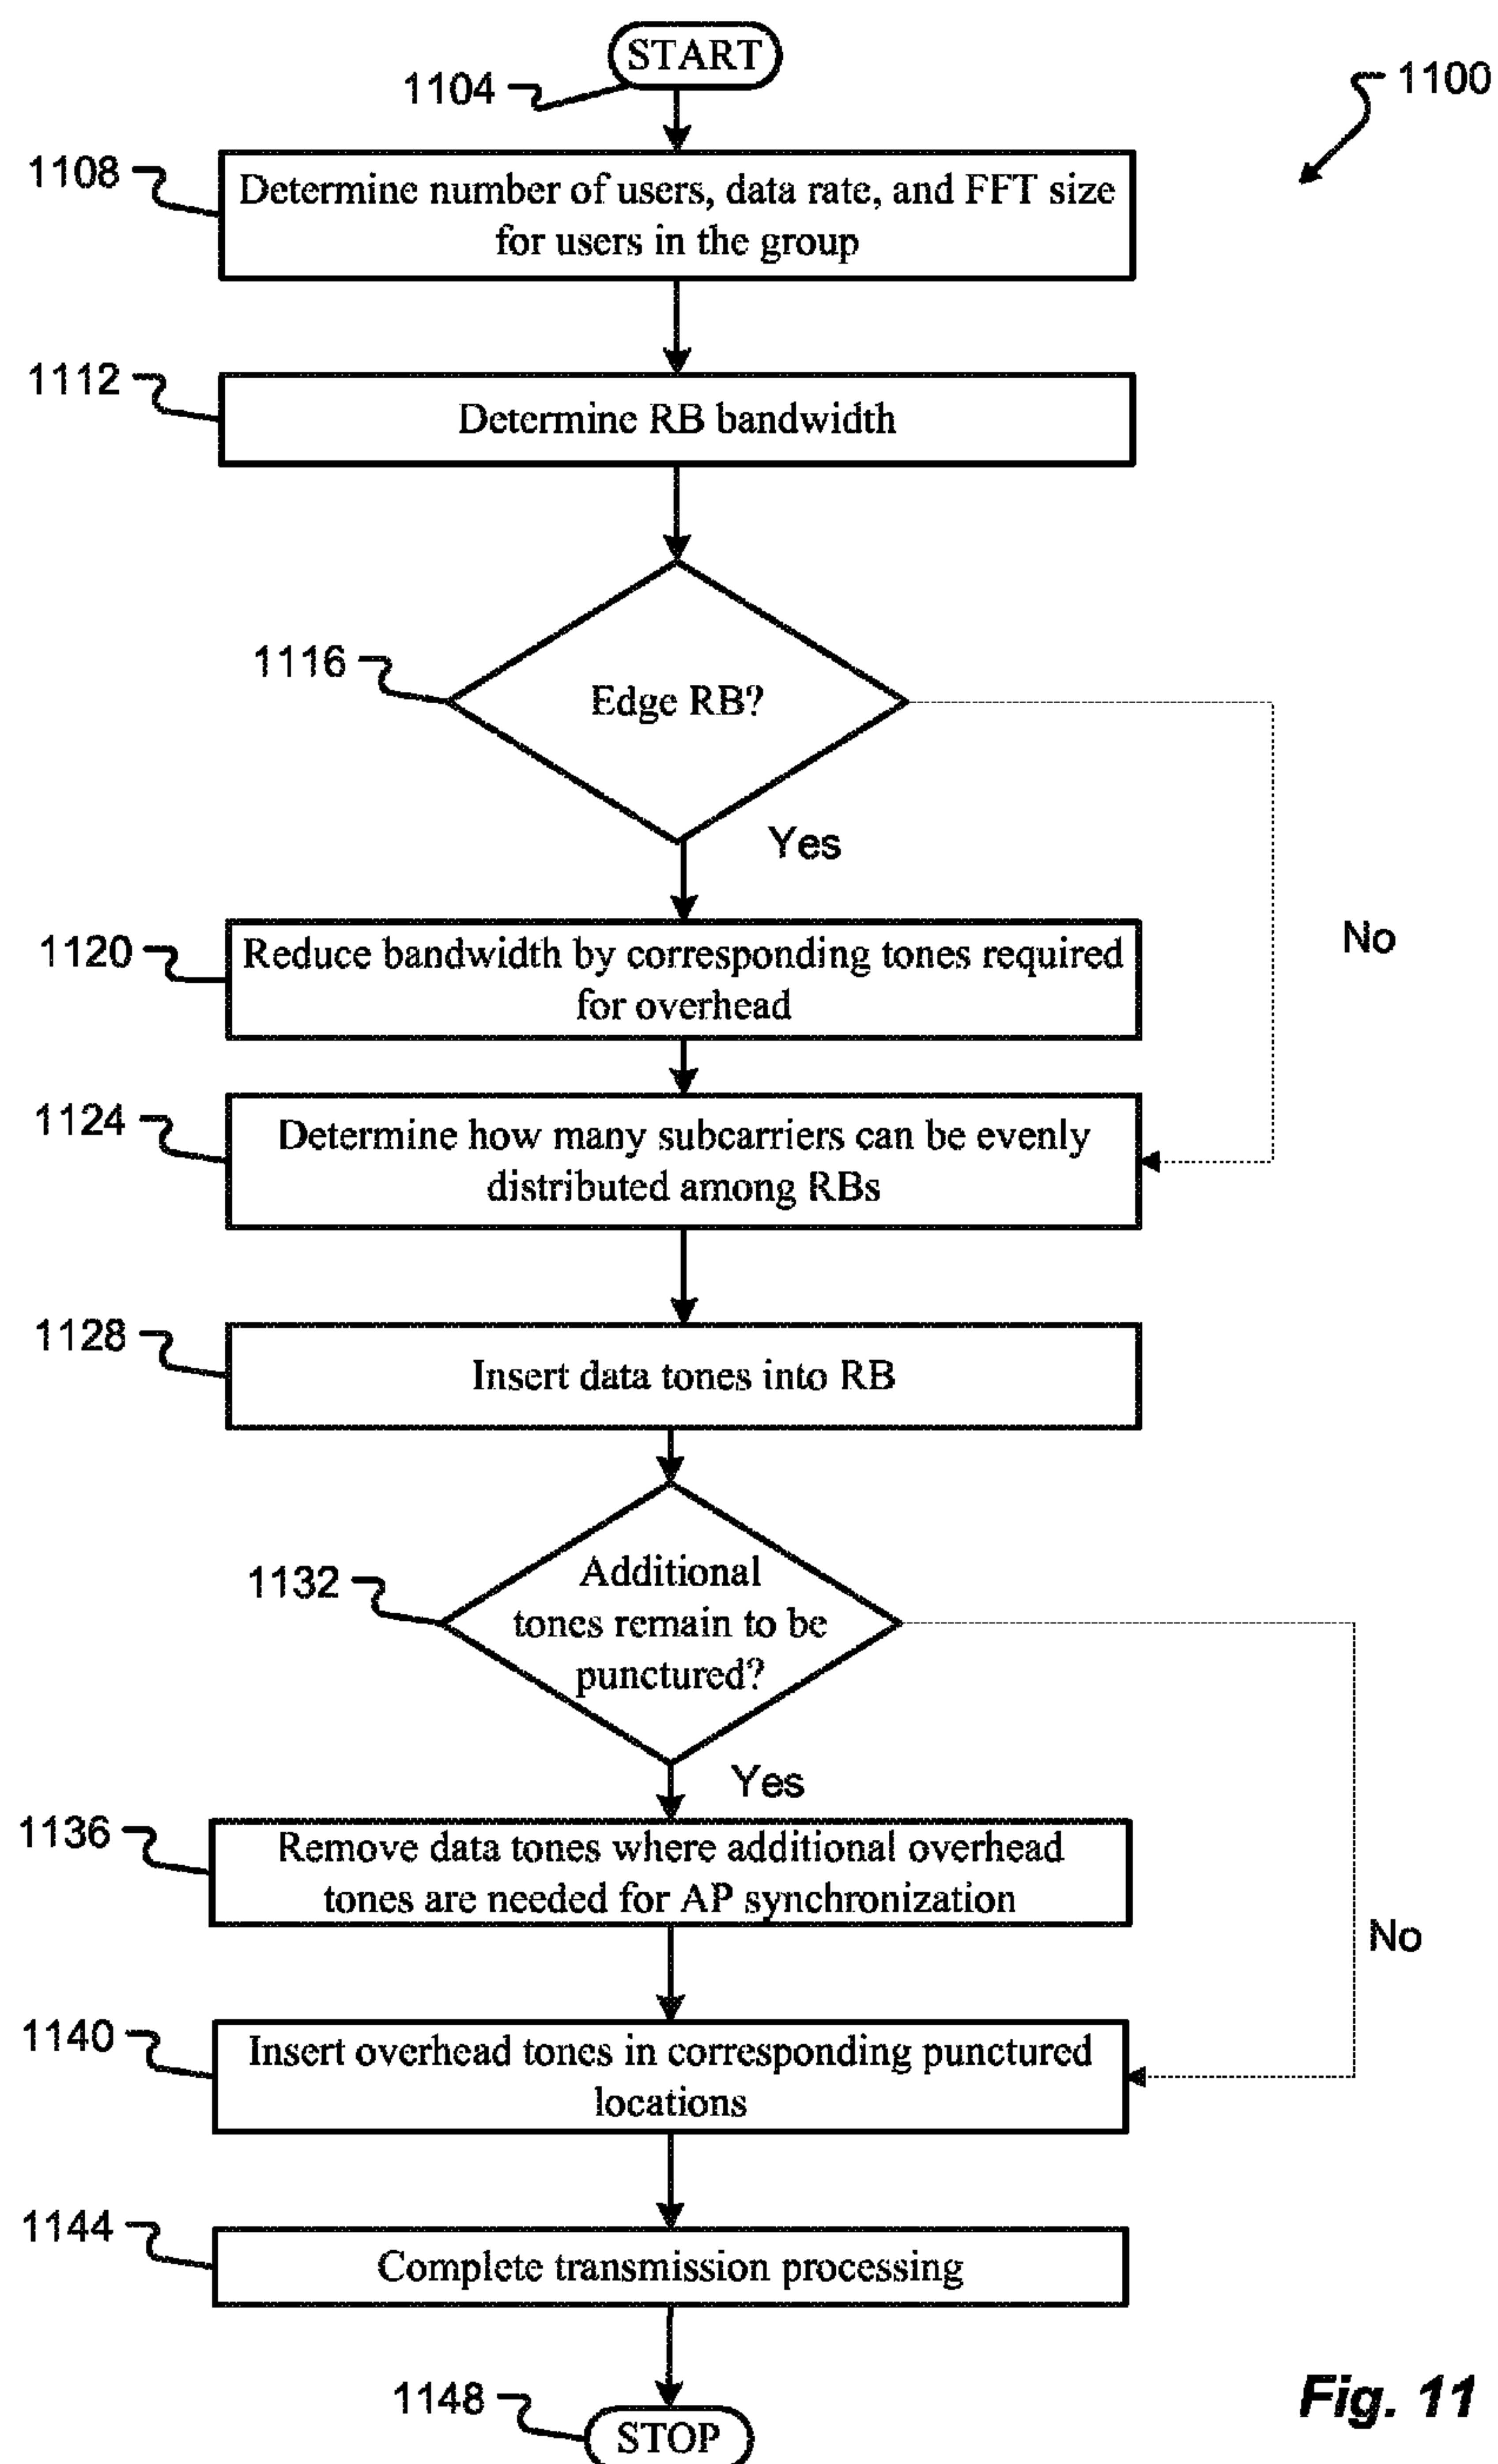 START
1104
1100
1108
Determine number of users, data rate, and FFT size
for users in the group
1112
Determine RB bandwidth
1116
Edge RB?
Yes
No
1120
Reduce bandwidth by corresponding tones required
for overhead
1124
Determine how many subcarriers can be evenly
distributed among RBs
1128
Insert data tones into RB
1132
Additional
tones remain to be
punctured?
Yes
1136
Remove data tones where additional overhead
tones are needed for AP synchronization
No
1140
Insert overhead tones in corresponding punctured
locations
1144
Complete transmission processing
1148
STOP
Fig. 11